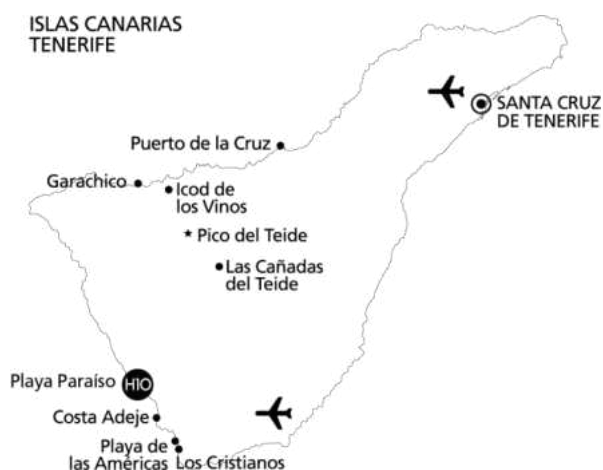 ISLAS CANARIAS
TENERIFE
SANTA CRUZ
DE TENERIFE
Puerto de la Cruz
Garachico
Icod de
los Vinos
Pico del Teide
Las Cañadas
del Teide
Playa Paraíso
H10
Costa Adeje
Playa de
las Américas
Los Cristianos